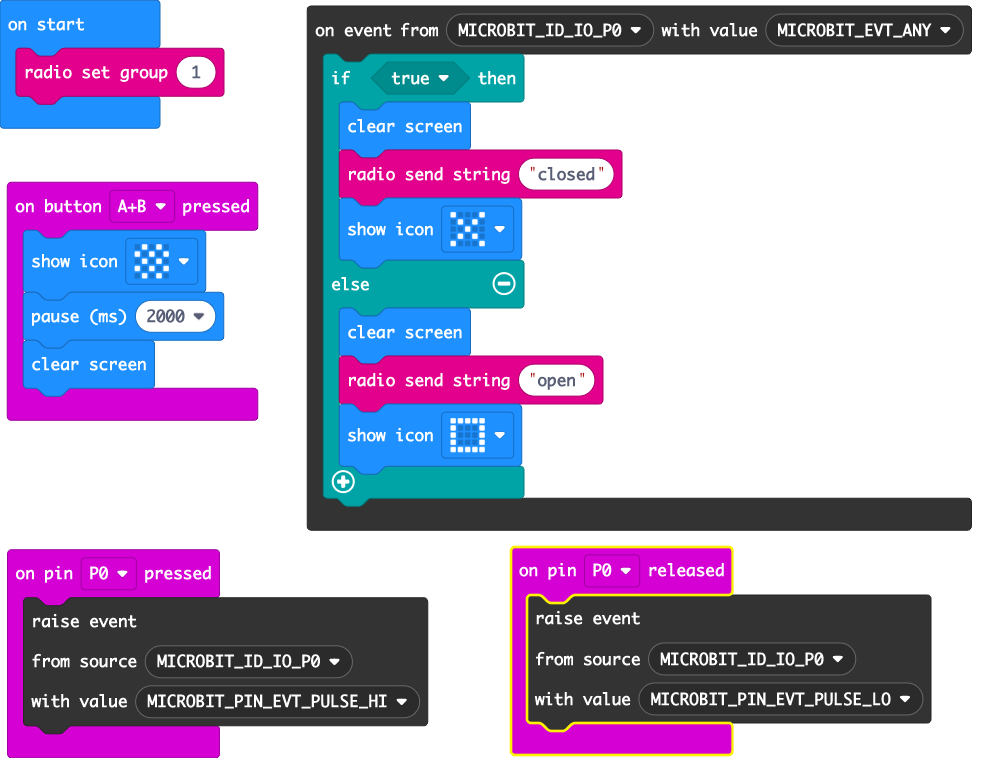 on start
radio set group 1
on button A+B pressed
show icon
pause (ms) 2000
clear screen
on event from MICROBIT_ID_IO_P0 with value MICROBIT_EVT_ANY
if true then
clear screen
radio send string "closed"
show icon
else
clear screen
radio send string "open"
show icon
on pin P0 pressed
raise event
from source MICROBIT_ID_IO_P0
with value MICROBIT_PIN_EVT_PULSE_HI
on pin P0 released
raise event
from source MICROBIT_ID_IO_P0
with value MICROBIT_PIN_EVT_PULSE_LO